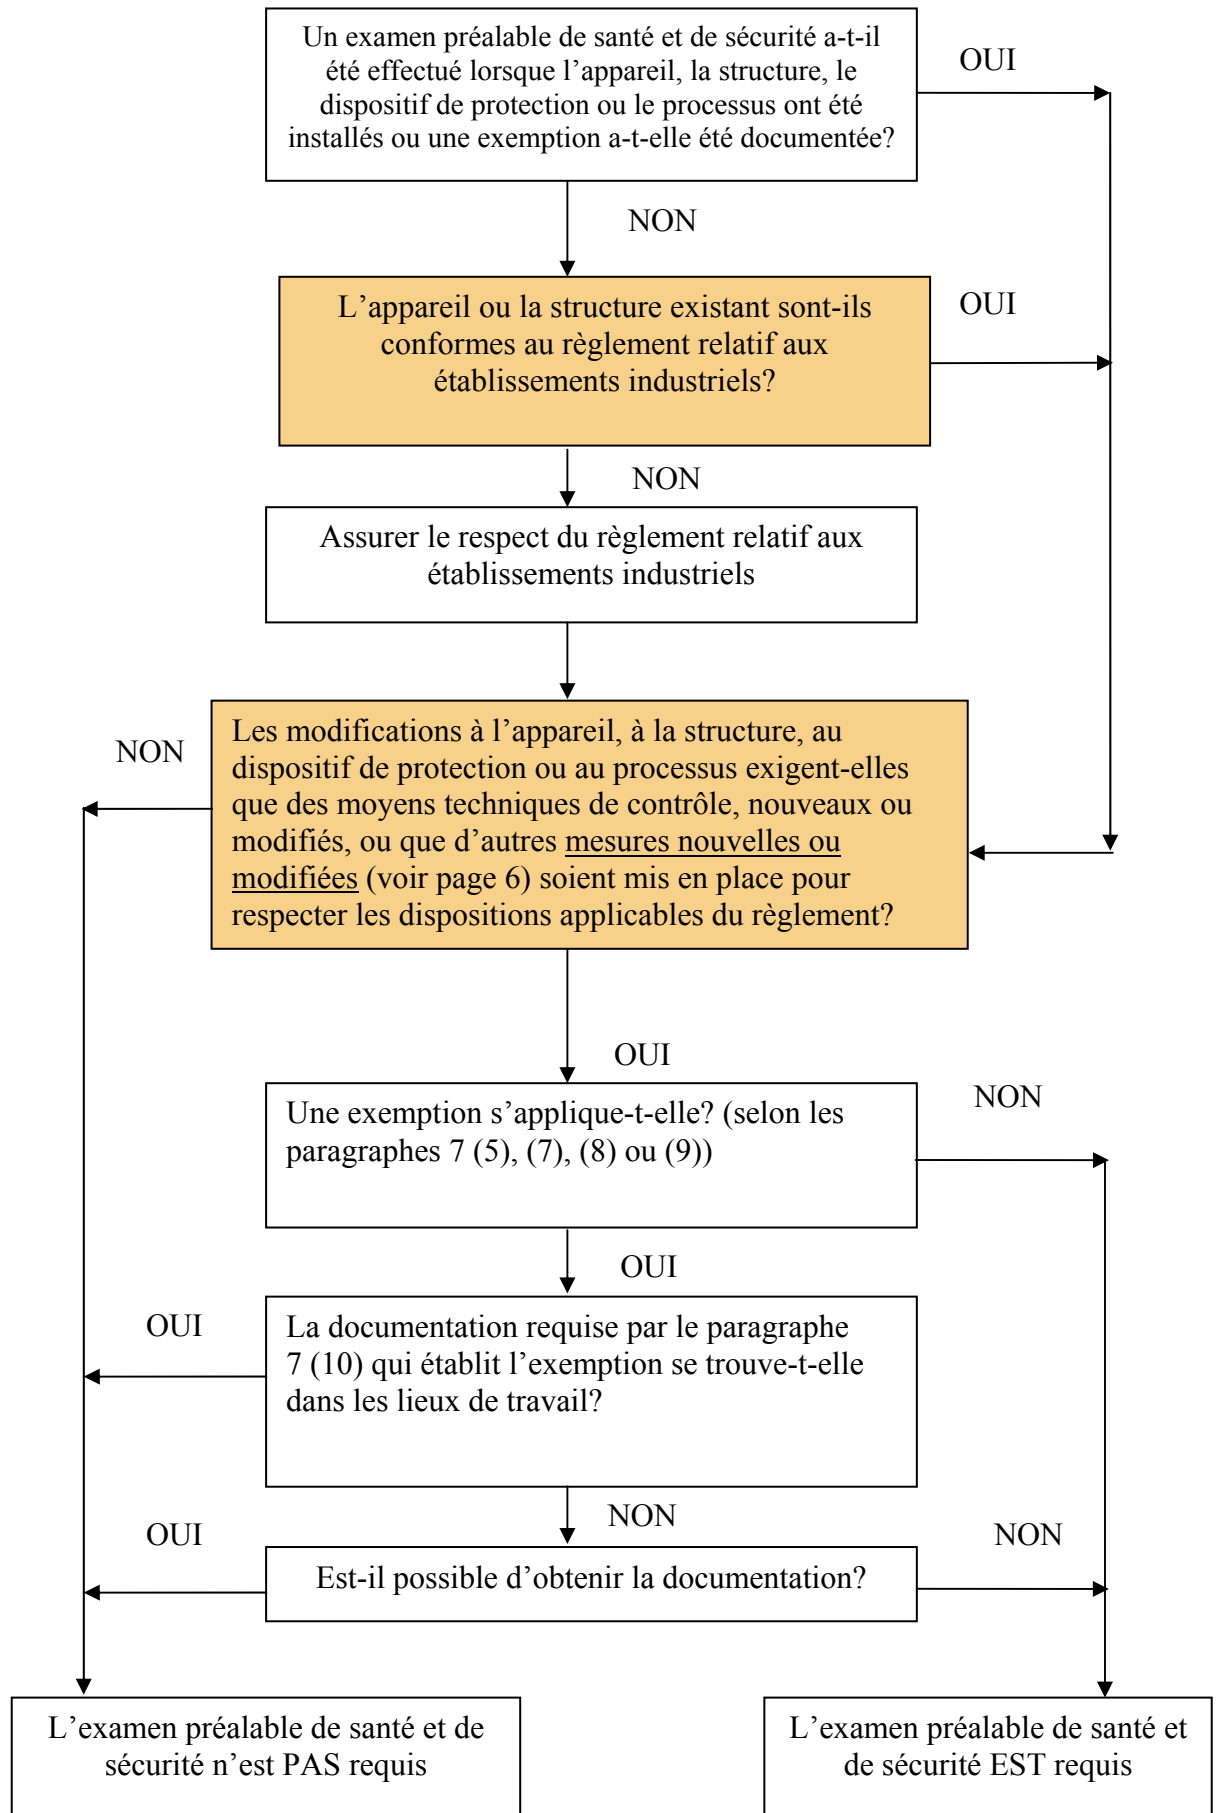 Un examen préalable de santé et de sécurité a-t-il
été effectué lorsque l’appareil, la structure, le
dispositif de protection ou le processus ont été
installés ou une exemption a-t-elle été documentée?
OUI
NON
L’appareil ou la structure existant sont-ils
conformes au règlement relatif aux
établissements industriels?
OUI
NON
Assurer le respect du règlement relatif aux
établissements industriels
NON
Les modifications à l’appareil, à la structure, au
dispositif de protection ou au processus exigent-elles
que des moyens techniques de contrôle, nouveaux ou
modifiés, ou que d’autres mesures nouvelles ou
modifiées (voir page 6) soient mis en place pour
respecter les dispositions applicables du règlement?
OUI
Une exemption s’applique-t-elle? (selon les
paragraphes 7 (5), (7), (8) ou (9))
NON
OUI
OUI
La documentation requise par le paragraphe
7 (10) qui établit l’exemption se trouve-t-elle
dans les lieux de travail?
NON
OUI
Est-il possible d’obtenir la documentation?
NON
L’examen préalable de santé et de
sécurité n’est PAS requis
L’examen préalable de santé et
de sécurité EST requis